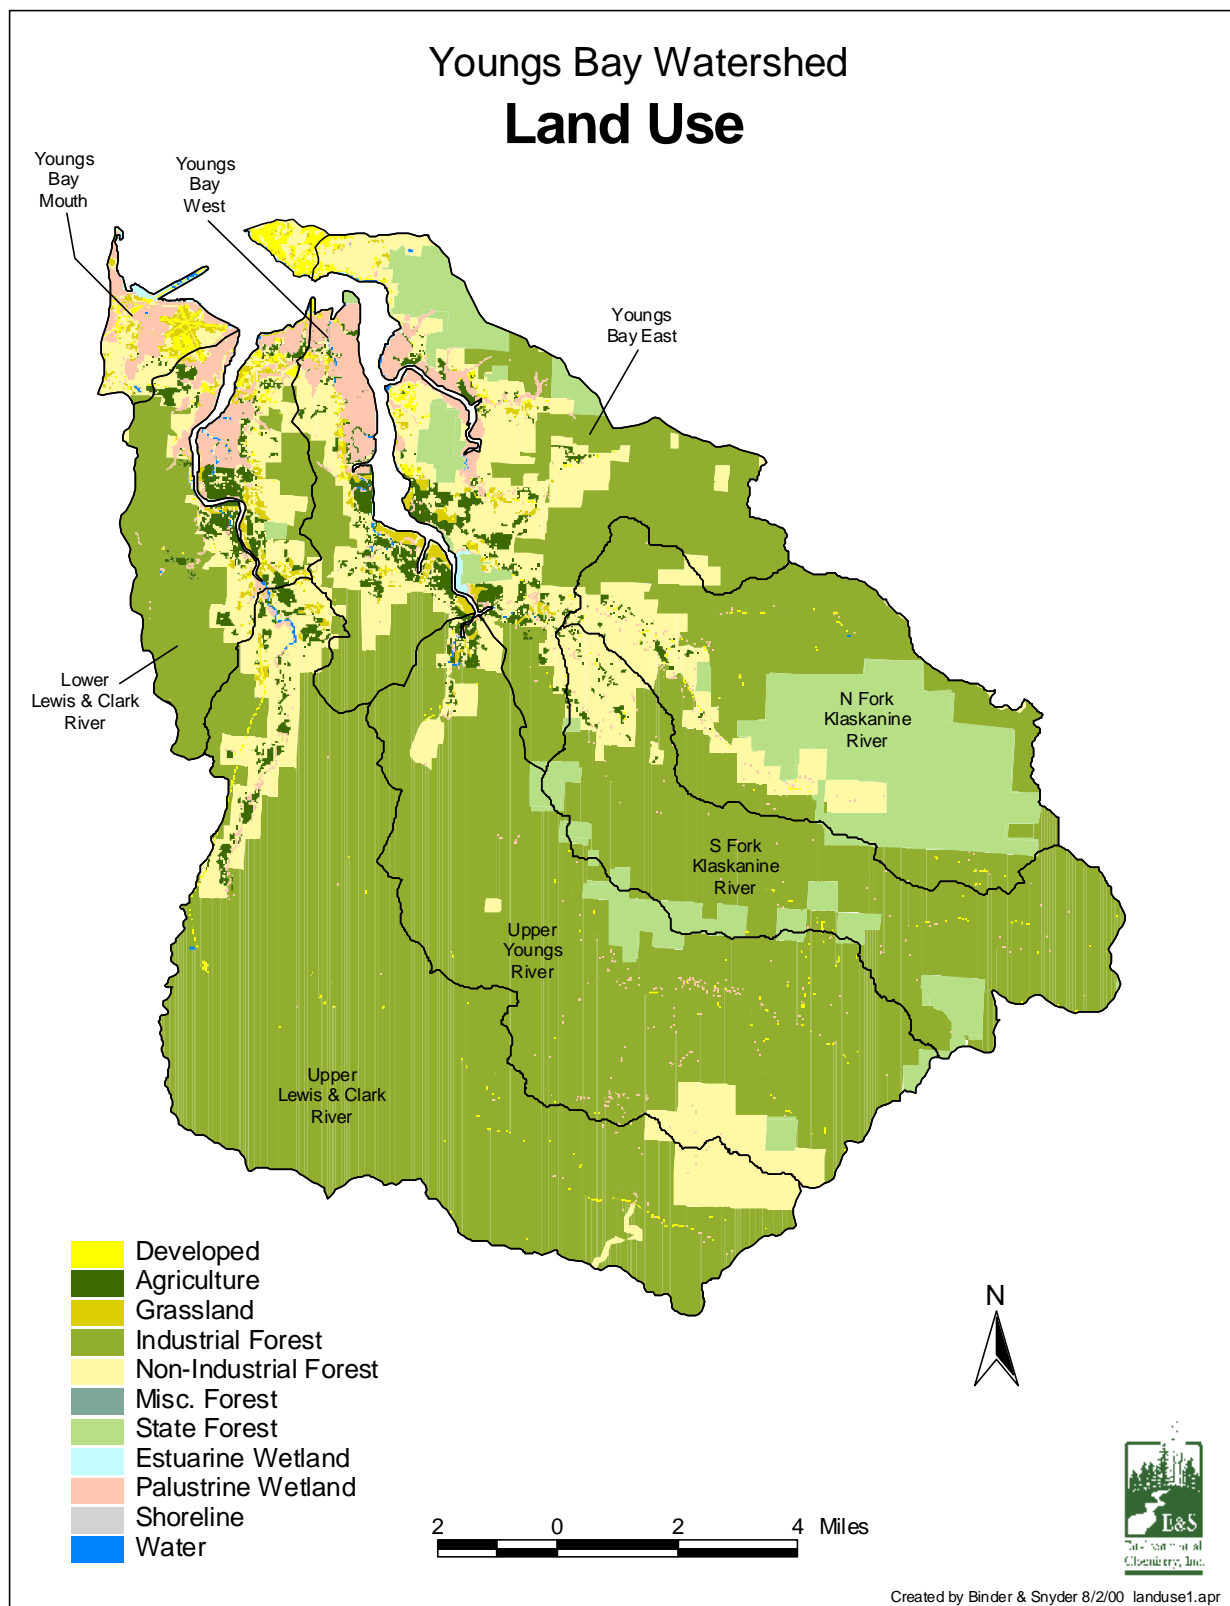 Youngs Bay Watershed
Land Use
Youngs
Bay
Mouth
Youngs
Bay
West
Youngs
Bay East
Lower
Lewis & Clark
River
N Fork
Klaskanine
River
S Fork
Klaskanine
River
Upper
Youngs
River
Upper
Lewis & Clark
River
Developed
Agriculture
Grassland
Industrial Forest
Non-Industrial Forest
Misc. Forest
State Forest
Estuarine Wetland
Palustrine Wetland
Shoreline
Water
N
2 0 2 4 Miles
E&S
Chemistry, Inc.
Created by Binder & Snyder 8/2/00 landuse1.apr